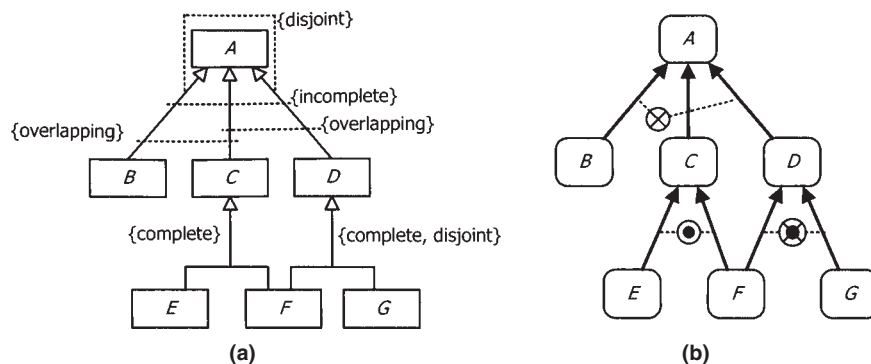 {disjoint}
A
{incomplete}
{overlapping}
{overlapping}
B
C
D
{complete}
{complete, disjoint}
E
F
G
(a)
A
B
C
D
E
F
G
(b)